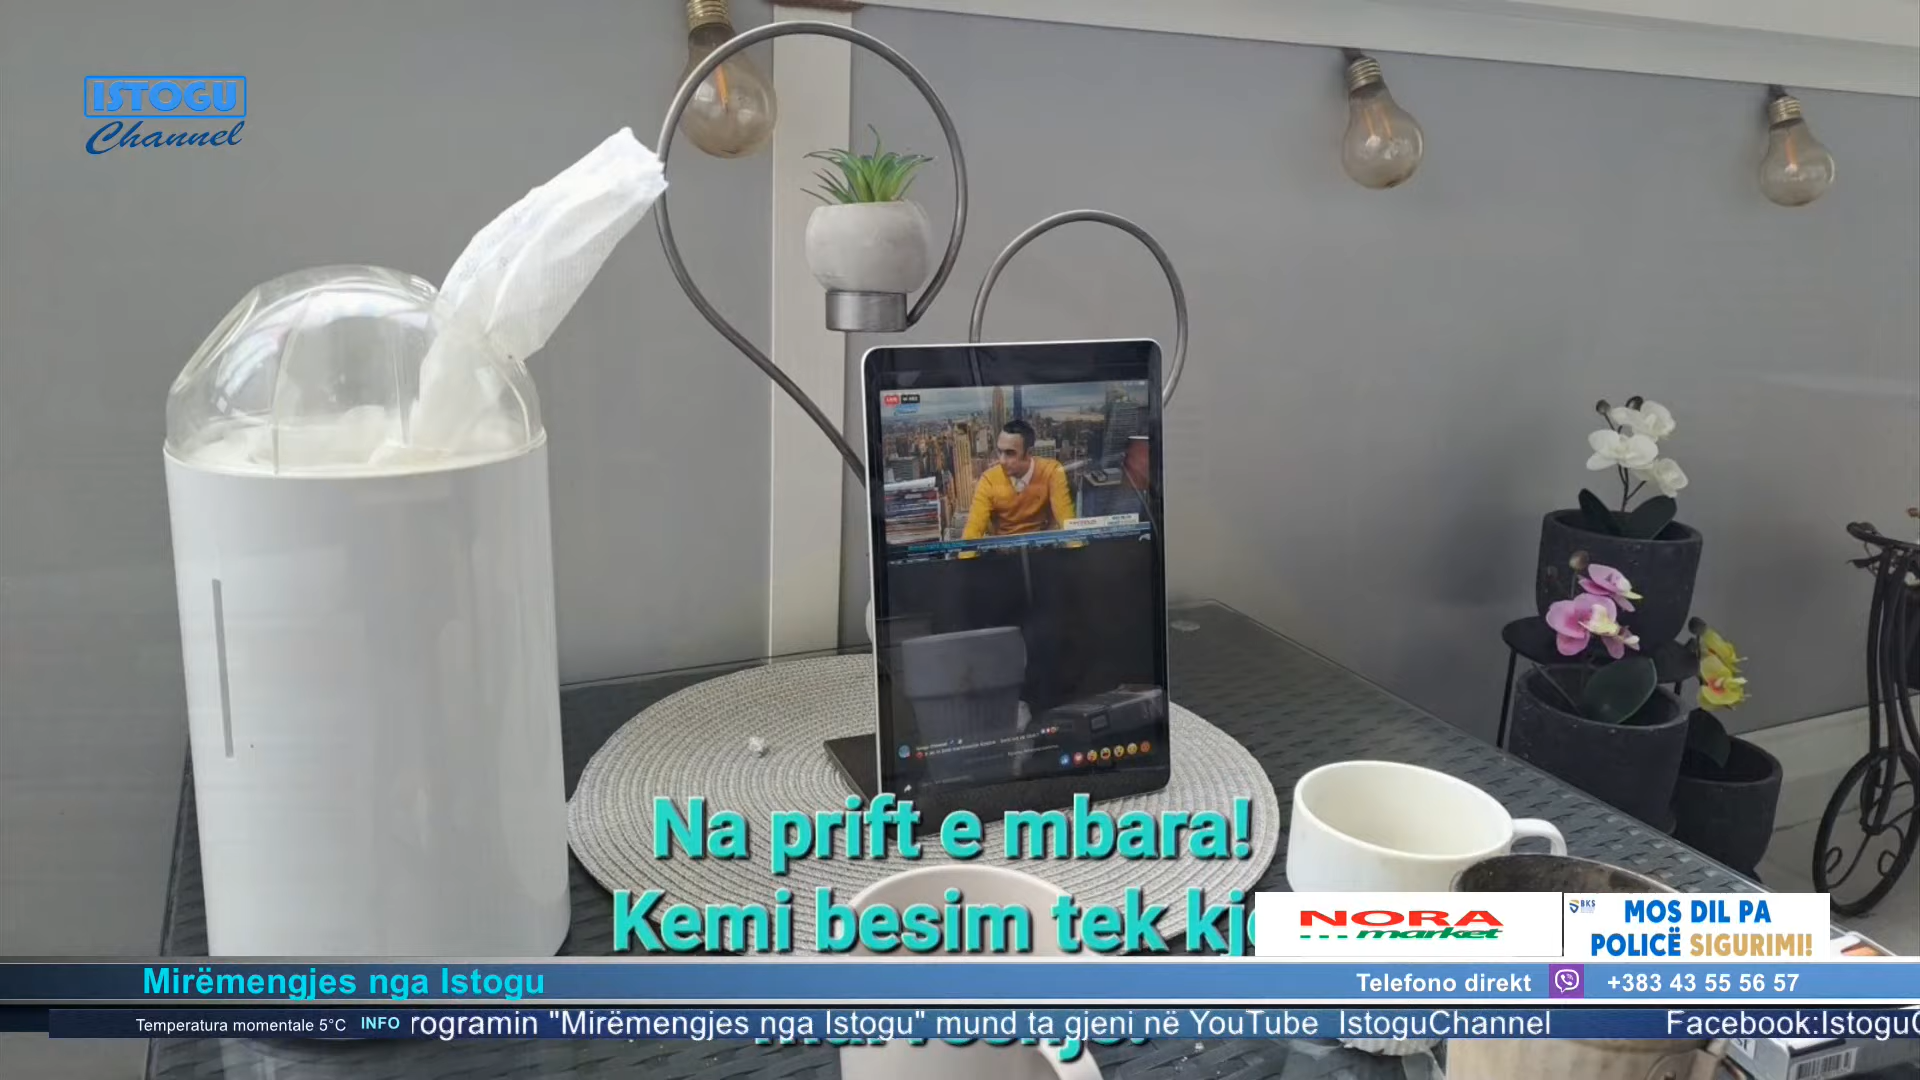 ISTOGU
Channel
Na prift e mbara!
Kemi besim tek
NORA
market
BKS
MOS DIL PA
POLICË SIGURIMI!
Mirëmengjes nga Istogu
Telefono direkt
+383 43 55 56 57
Temperatura momentale 5°C
INFO
rogramin "Mirëmengjes nga Istogu" mund ta gjeni në YouTube IstoguChannel
Facebook:Istogu